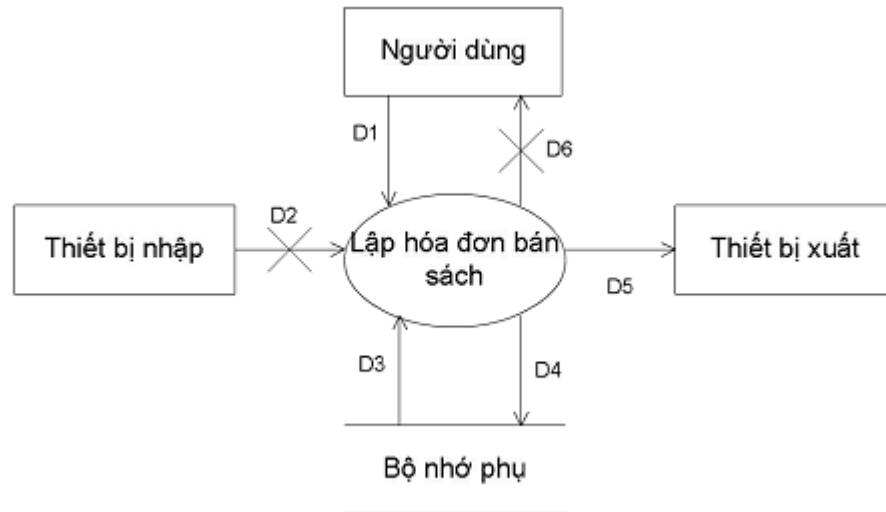 Người dùng
D1
D6
D2
Thiết bị nhập
Lập hóa đơn bán
sách
Thiết bị xuất
D5
D3
D4
Bộ nhớ phụ